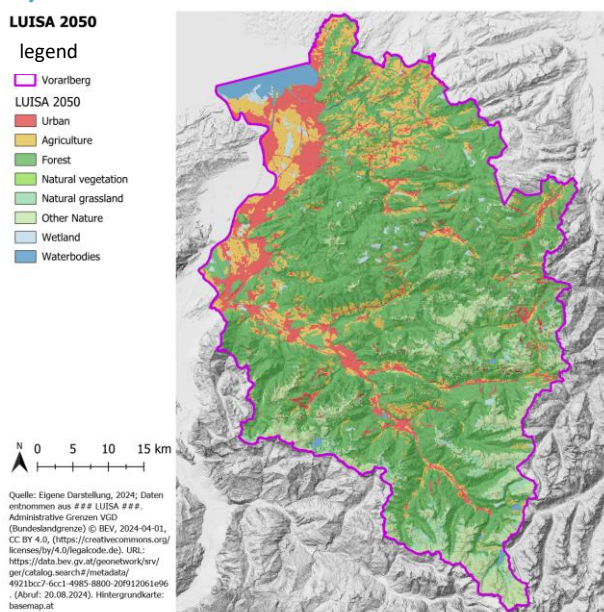 LUISA 2050
legend
Vorarlberg
LUISA 2050
Urban
Agriculture
Forest
Natural vegetation
Natural grassland
Other Nature
Wetland
Waterbodies
N
0 5 10 15 km
Quelle: Eigene Darstellung, 2024; Daten
entnommen aus ### LUISA ###.
Administrative Grenzen VGD
(Bundeslandgrenze) © BEV, 2024-04-01,
CC BY 4.0, (https://creativecommons.org/
licenses/by/4.0/legalcode.de). URL:
https://data.bev.gv.at/geonetwork/srv/
ger/catalog.search#/metadata/
4921bcc7-6cc1-4985-8800-20f912061e96
. (Abruf: 20.08.2024). Hintergrundkarte:
basemap.at